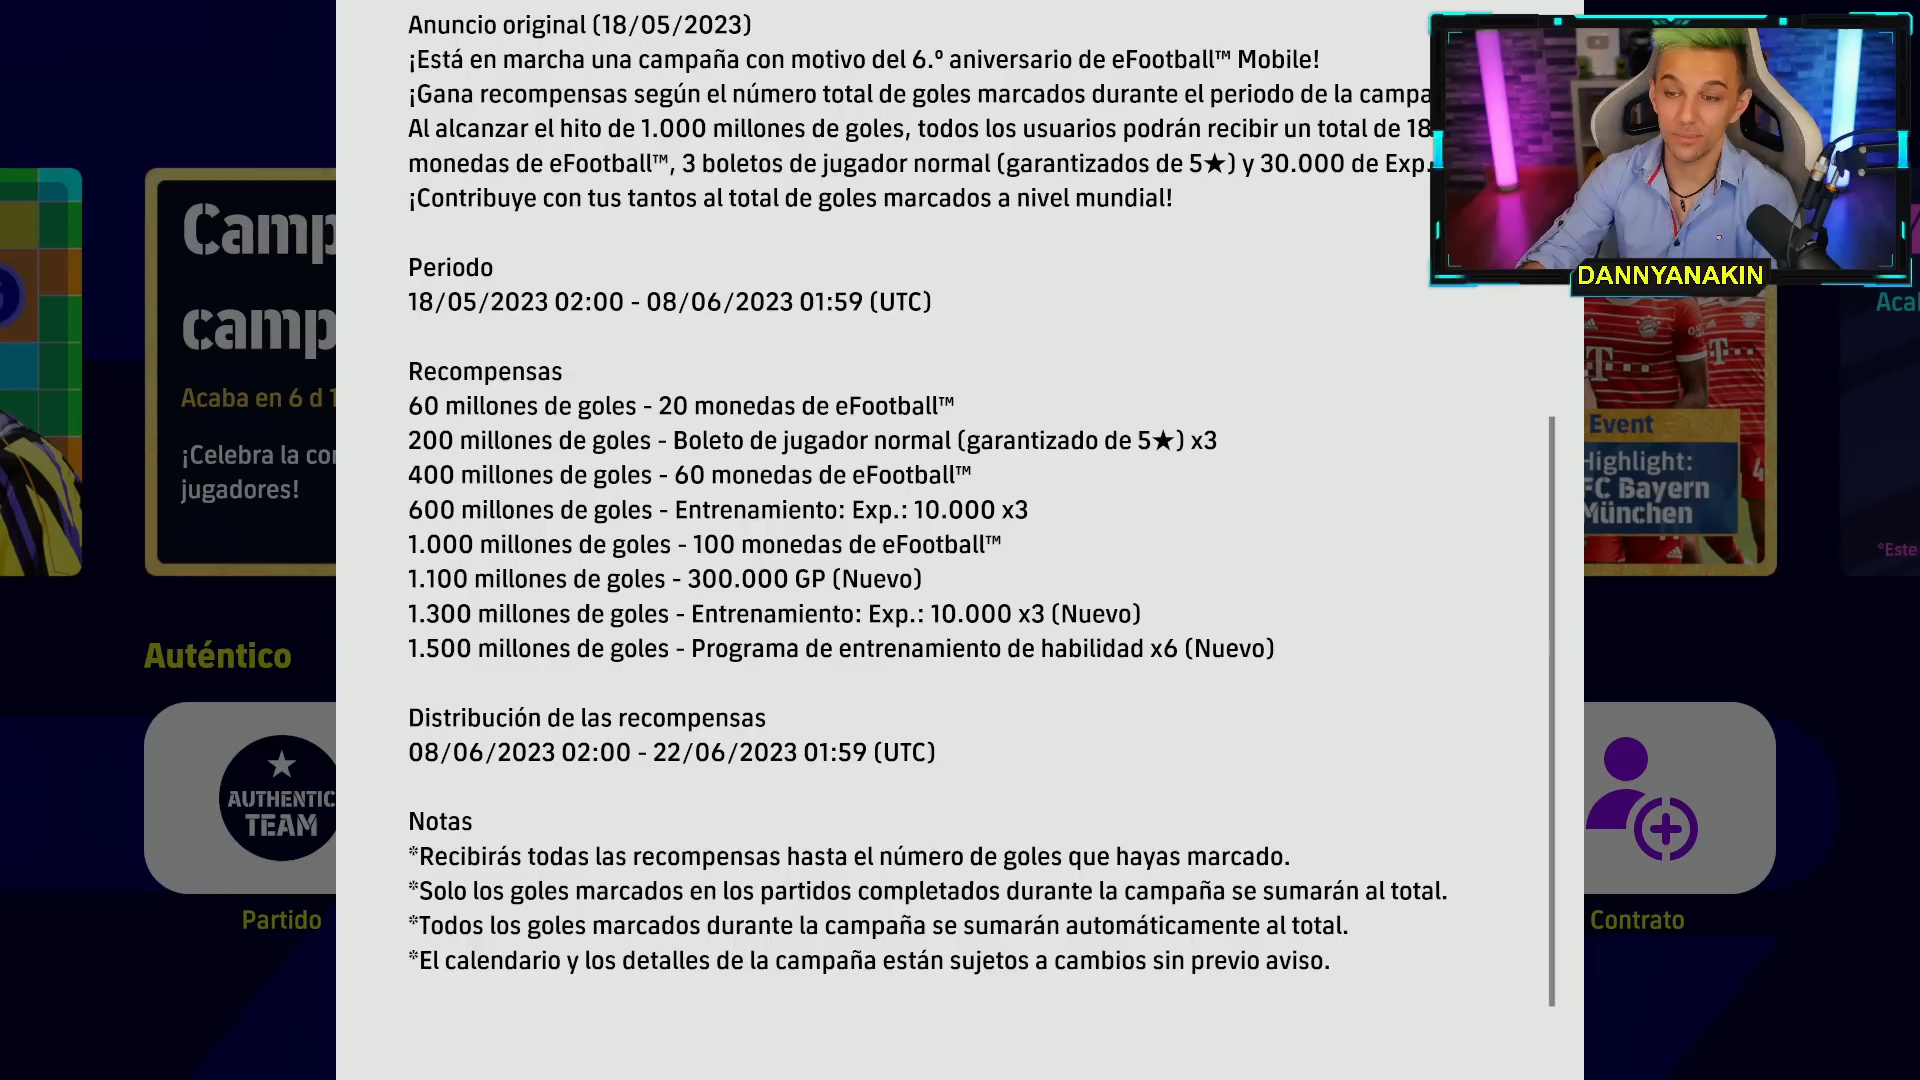 Anuncio original (18/05/2023)
¡Está en marcha una campaña con motivo del 6.º aniversario de eFootball™ Mobile!
¡Gana recompensas según el número total de goles marcados durante el periodo de la campa
Al alcanzar el hito de 1.000 millones de goles, todos los usuarios podrán recibir un total de 18
monedas de eFootball™, 3 boletos de jugador normal (garantizados de 5★) y 30.000 de Exp.
¡Contribuye con tus tantos al total de goles marcados a nivel mundial!
Periodo
18/05/2023 02:00 - 08/06/2023 01:59 (UTC)
Recompensas
60 millones de goles - 20 monedas de eFootball™
200 millones de goles - Boleto de jugador normal (garantizado de 5★) x3
400 millones de goles - 60 monedas de eFootball™
600 millones de goles - Entrenamiento: Exp.: 10.000 x3
1.000 millones de goles - 100 monedas de eFootball™
1.100 millones de goles - 300.000 GP (Nuevo)
1.300 millones de goles - Entrenamiento: Exp.: 10.000 x3 (Nuevo)
1.500 millones de goles - Programa de entrenamiento de habilidad x6 (Nuevo)
Distribución de las recompensas
08/06/2023 02:00 - 22/06/2023 01:59 (UTC)
Notas
*Recibirás todas las recompensas hasta el número de goles que hayas marcado.
*Solo los goles marcados en los partidos completados durante la campaña se sumarán al total.
*Todos los goles marcados durante la campaña se sumarán automáticamente al total.
*El calendario y los detalles de la campaña están sujetos a cambios sin previo aviso.
DANNYANAKIN
Camp
camp
Acaba en 6 d 1
¡Celebra la co
jugadores!
Auténtico
AUTHENTIC
TEAM
Partido
Event
Highlight:
FC Bayern
München
Aca
*Este
Contrato